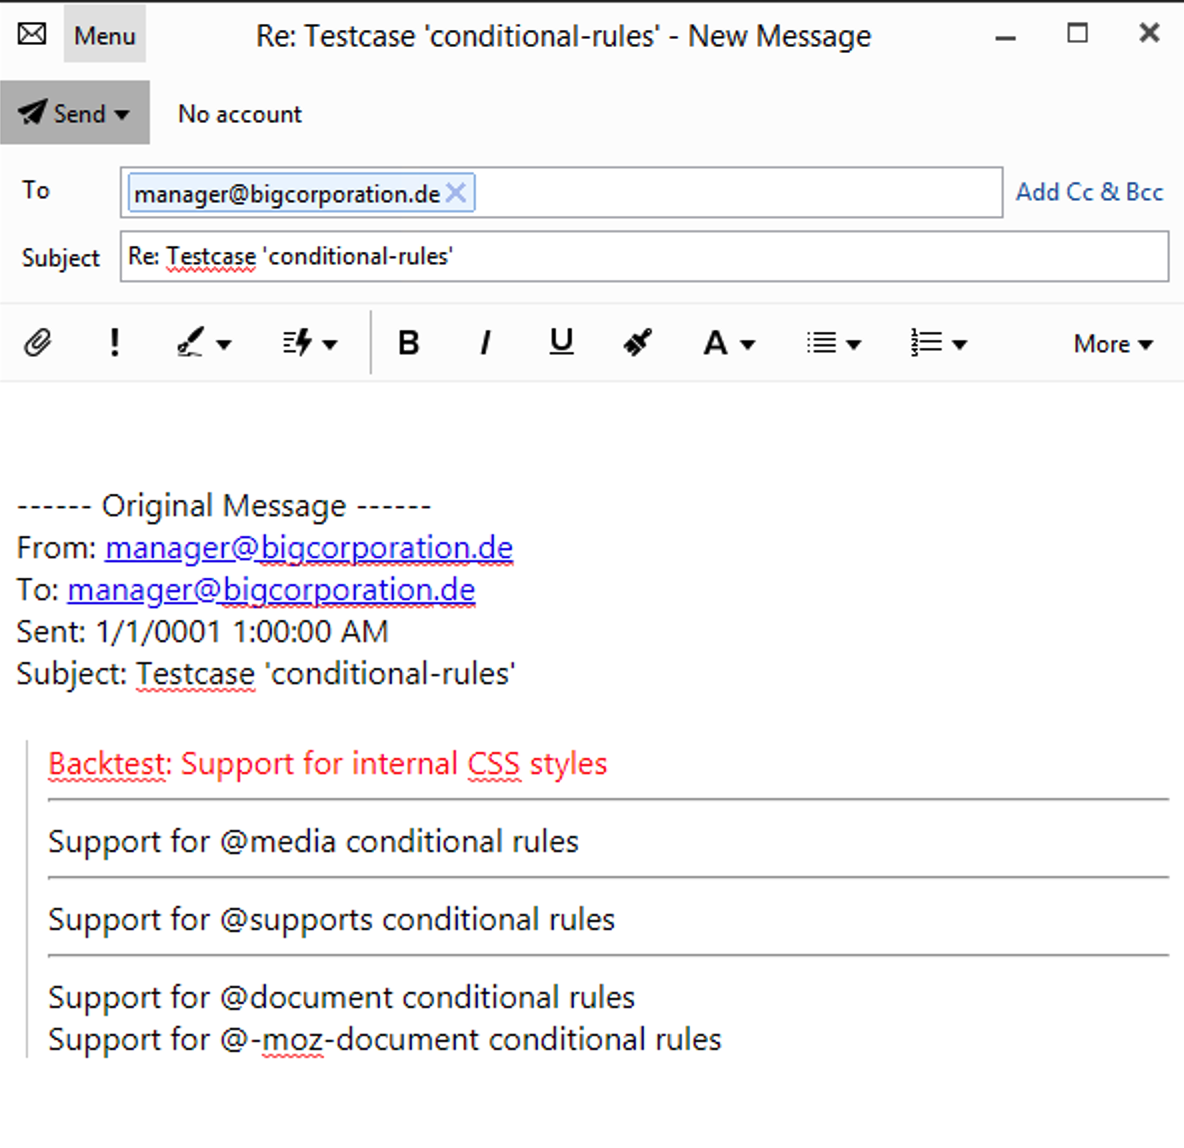 Menu
Re: Testcase 'conditional-rules' - New Message
Send
No account
To
manager@bigcorporation.de
Add Cc & Bcc
Subject
Re: Testcase 'conditional-rules'
! B I U A More
------ Original Message ------
From: manager@bigcorporation.de
To: manager@bigcorporation.de
Sent: 1/1/0001 1:00:00 AM
Subject: Testcase 'conditional-rules'
Backtest: Support for internal CSS styles
Support for @media conditional rules
Support for @supports conditional rules
Support for @document conditional rules
Support for @-moz-document conditional rules